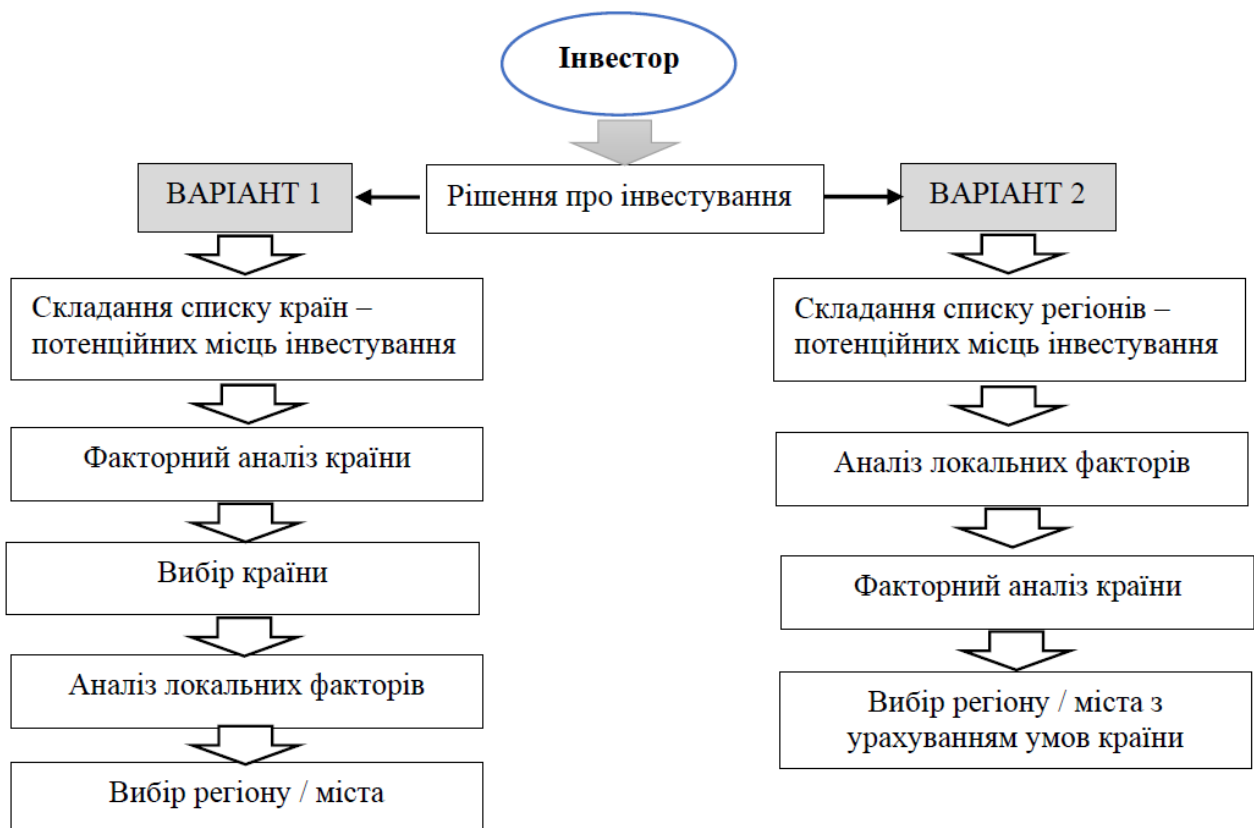 Інвестор
ВАРІАНТ 1
Рішення про інвестування
ВАРІАНТ 2
Складання списку країн –
потенційних місць інвестування
Факторний аналіз країни
Вибір країни
Аналіз локальних факторів
Вибір регіону / міста
Складання списку регіонів –
потенційних місць інвестування
Аналіз локальних факторів
Факторний аналіз країни
Вибір регіону / міста з
урахуванням умов країни